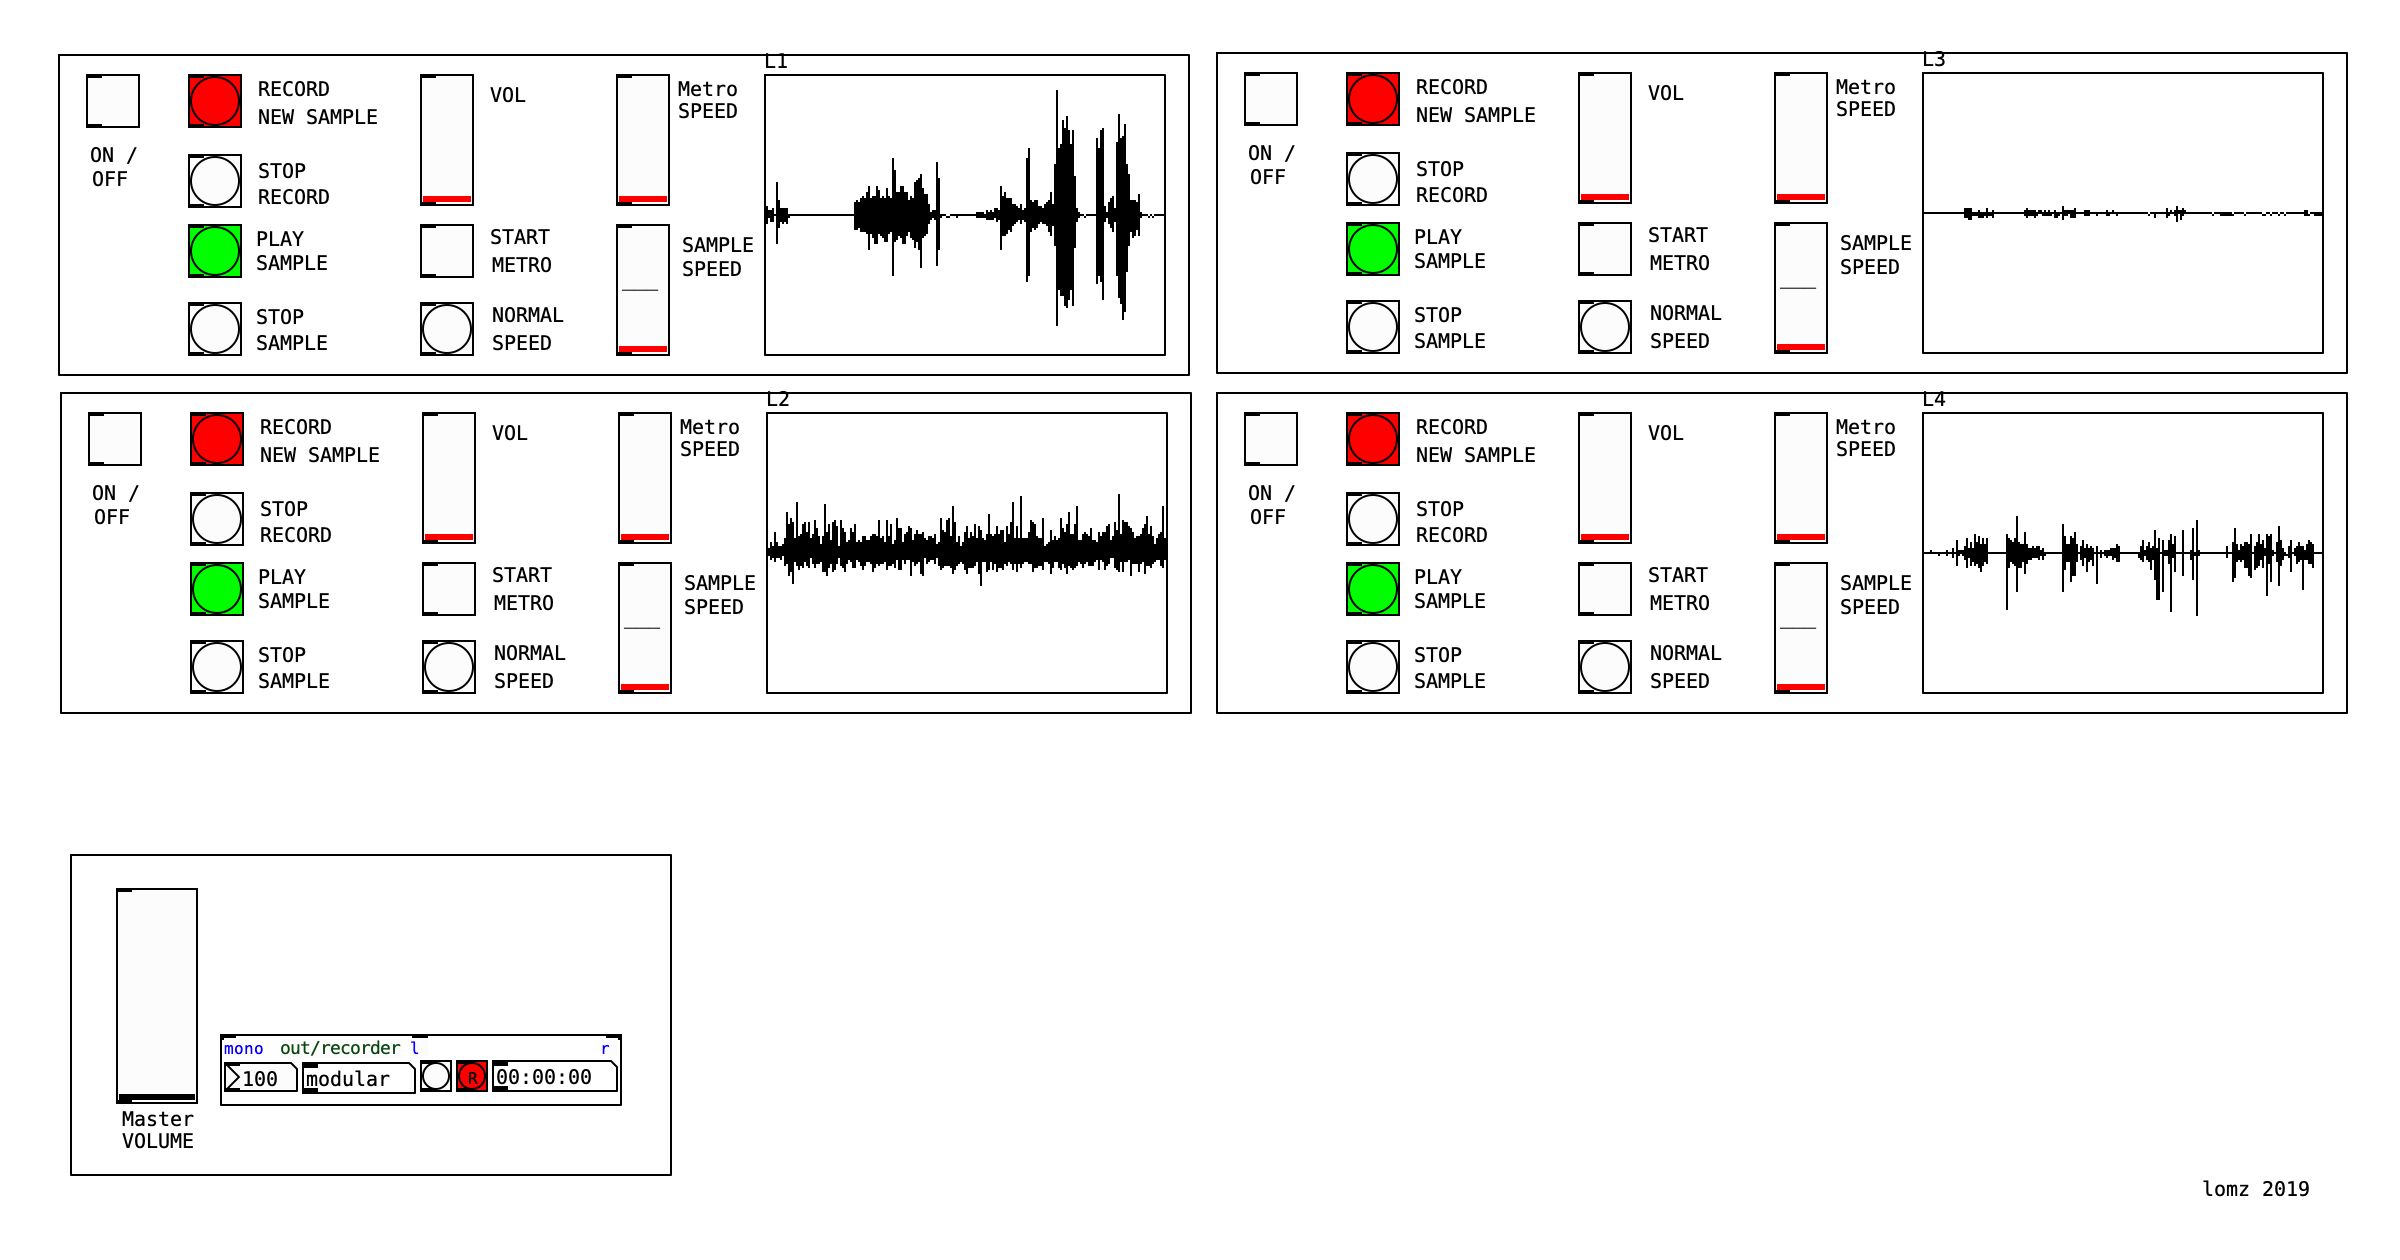 L1
RECORD
NEW SAMPLE
VOL
Metro
SPEED
ON /
OFF
STOP
RECORD
PLAY
SAMPLE
START
METRO
SAMPLE
SPEED
STOP
SAMPLE
NORMAL
SPEED
L3
RECORD
NEW SAMPLE
VOL
Metro
SPEED
ON /
OFF
STOP
RECORD
PLAY
SAMPLE
START
METRO
SAMPLE
SPEED
STOP
SAMPLE
NORMAL
SPEED
L2
RECORD
NEW SAMPLE
VOL
Metro
SPEED
ON /
OFF
STOP
RECORD
PLAY
SAMPLE
START
METRO
SAMPLE
SPEED
STOP
SAMPLE
NORMAL
SPEED
L4
RECORD
NEW SAMPLE
VOL
Metro
SPEED
ON /
OFF
STOP
RECORD
PLAY
SAMPLE
START
METRO
SAMPLE
SPEED
STOP
SAMPLE
NORMAL
SPEED
mono out/recorder l r
100 modular R 00:00:00
Master
VOLUME
lomz 2019